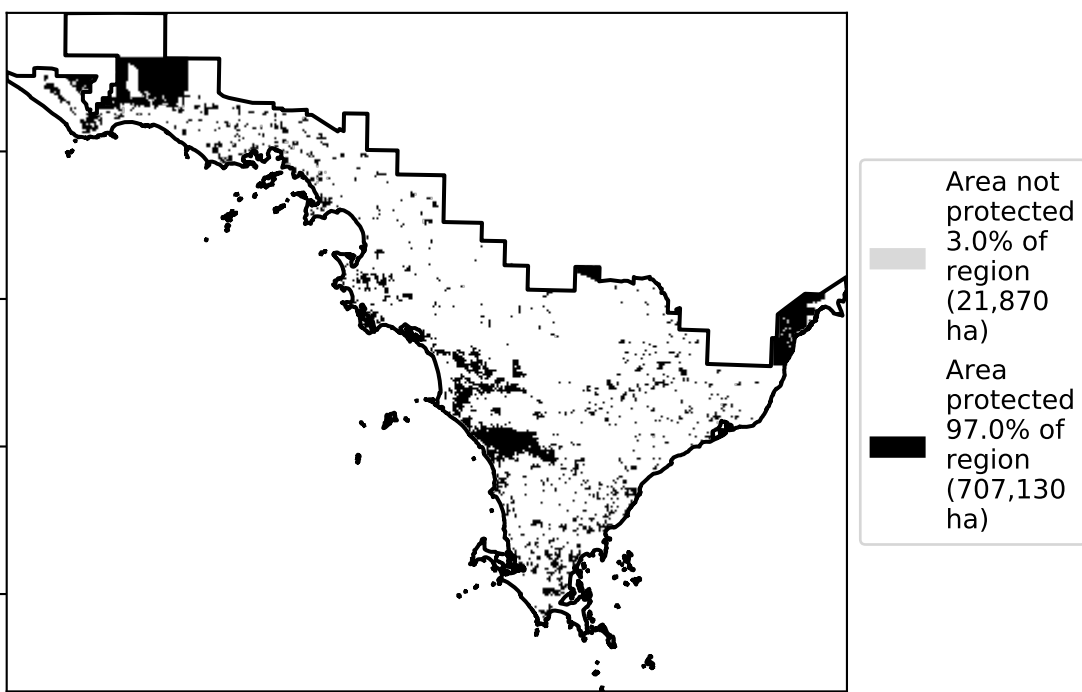 Area not
protected
3.0% of
region
(21,870
ha)
Area
protected
97.0% of
region
(707,130
ha)